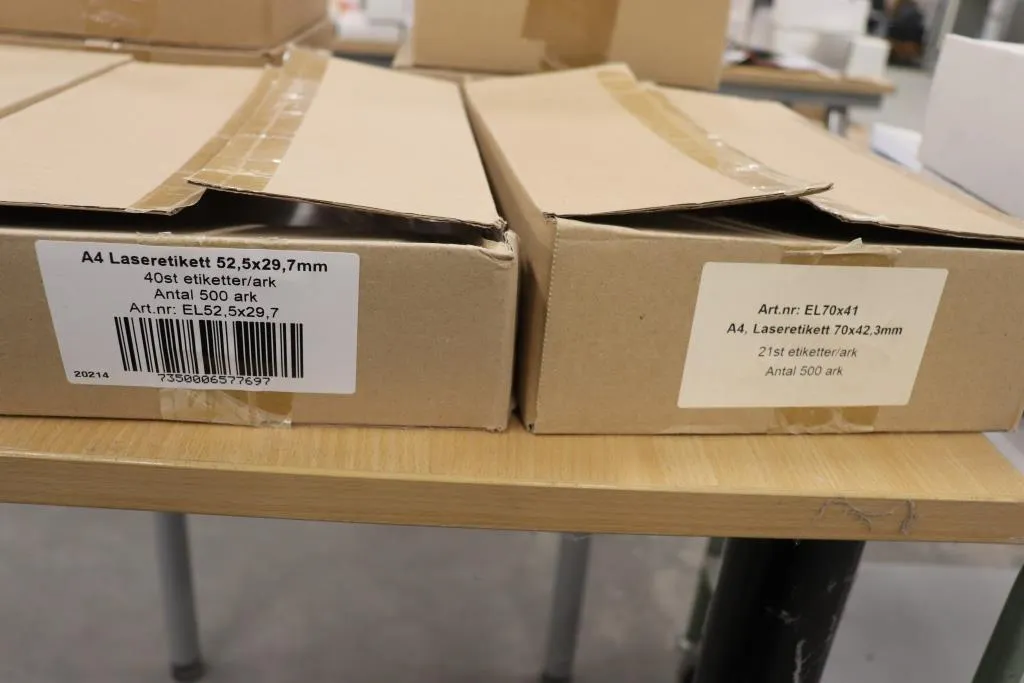 A4 Laseretikett 52,5x29,7mm
40st etiketter/ark
Antal 500 ark
Art.nr: EL52,5x29,7
20214
7350006577697
Art.nr: EL70x41
A4, Laseretikett 70x42,3mm
21st etiketter/ark
Antal 500 ark